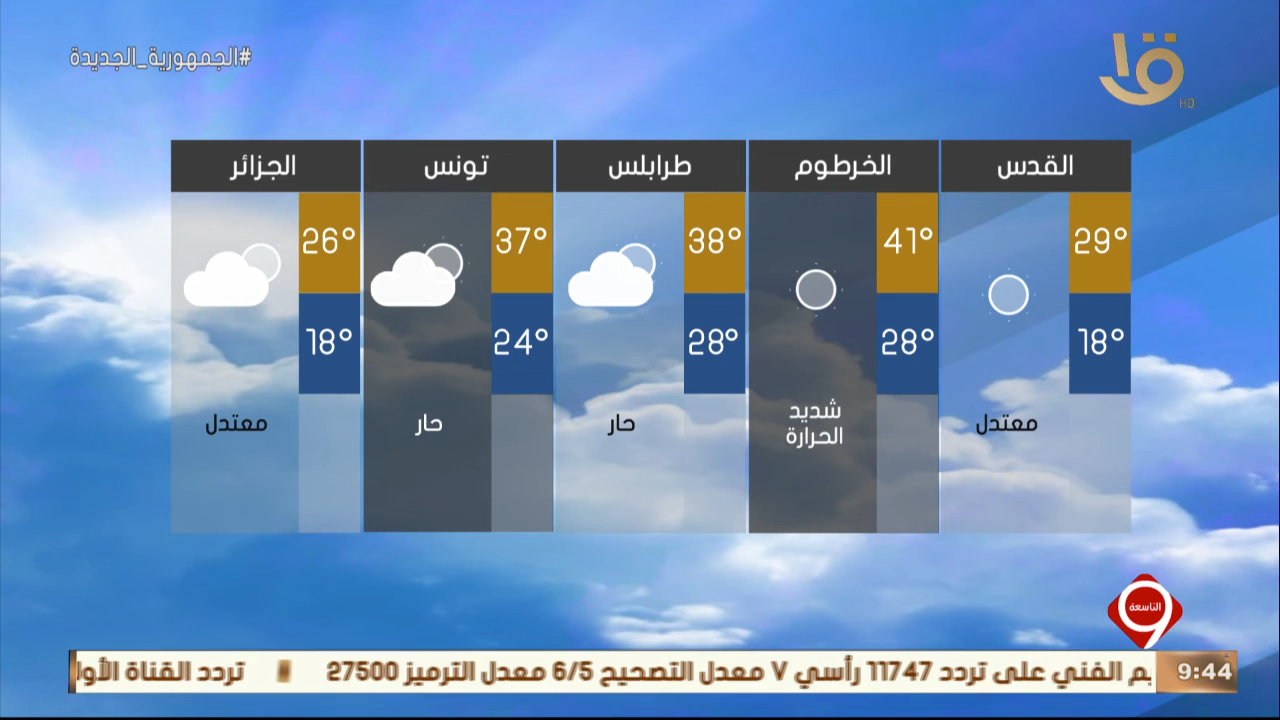 #الجمهورية_الجديدة
HD
القدس
29°
18°
معتدل
الخرطوم
41°
28°
شديد
الحرارة
طرابلس
38°
28°
حار
تونس
37°
24°
حار
الجزائر
26°
18°
معتدل
التاسعة
9
9:44
الفني على تردد 11747 رأسي V معدل التصحيح 6/5 معدل الترميز 27500
تردد القناة